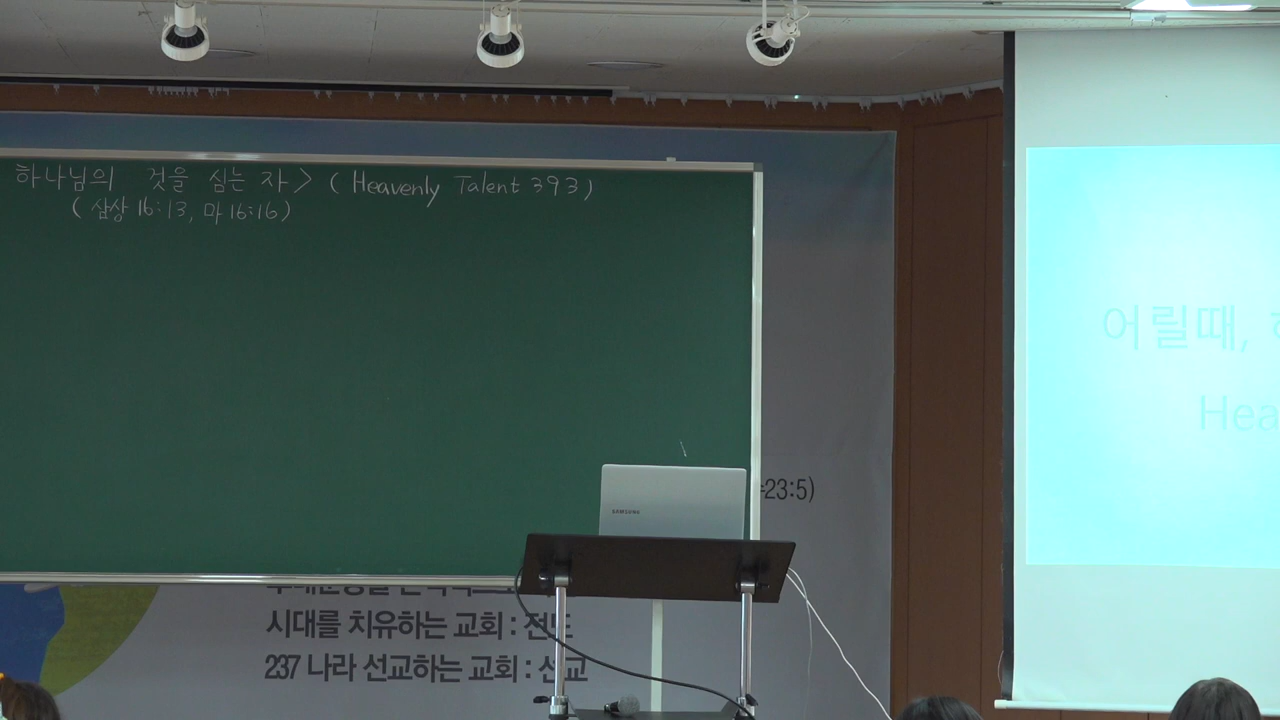 하나님의 것을 심는 자> (Heavenly Talent 393)
(삼상 16:13, 마 16:16)
어릴때,
Hea
23:5)
SAMSUNG
시대를 치유하는 교회 : 전도
237 나라 선교하는 교회 : 선교